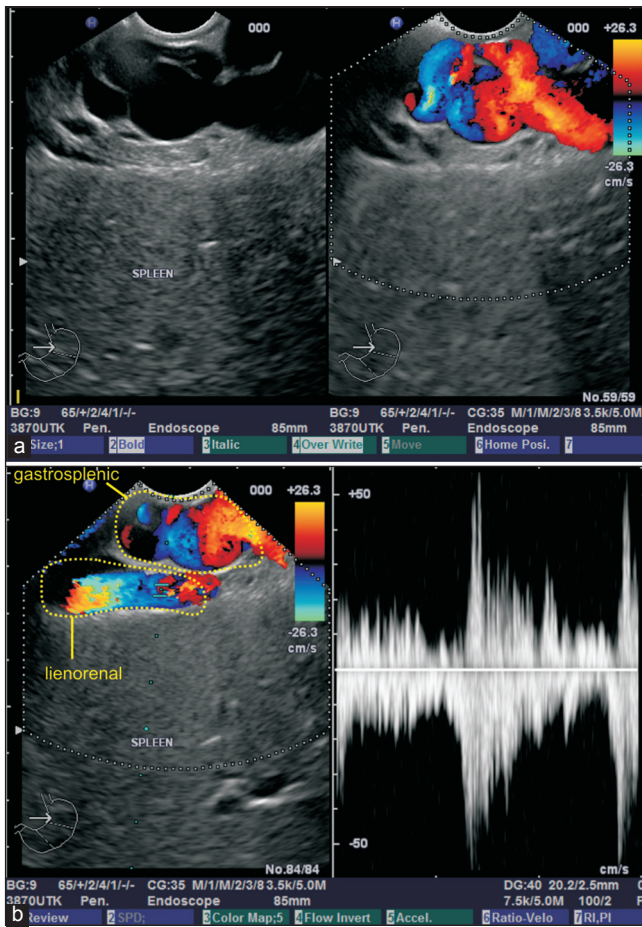 H 000
H 000
+26.3
-26.3
cm/s
SPLEEN
No.59/59
BG:9 65/+/2/4/1/-/- BG:9 65/+/2/4/1/-/- CG:35 M/1/M/2/3/8 3.5k/5.0M
3870UTK Pen. Endoscope 85mm 3870UTK Pen. Endoscope 85mm
a Size;1 2 Bold 3 Italic 4 Over Write 5 Move 6 Home Posi. 7
gastrosplenic
H 000
+26.3
-26.3
cm/s
lienorenal
SPLEEN
No.84/84
+50
-50
cm/s
BG:9 65/+/2/4/1/-/- CG:35 M/1/M/2/3/8 3.5k/5.0M DG:40 20.2/2.5mm
3870UTK Pen. Endoscope 85mm 7.5k/5.0M 100/2
b Review 2 SPD; 3 Color Map;5 4 Flow Invert 5 Accel. 6 Ratio-Velo 7 RI,PI